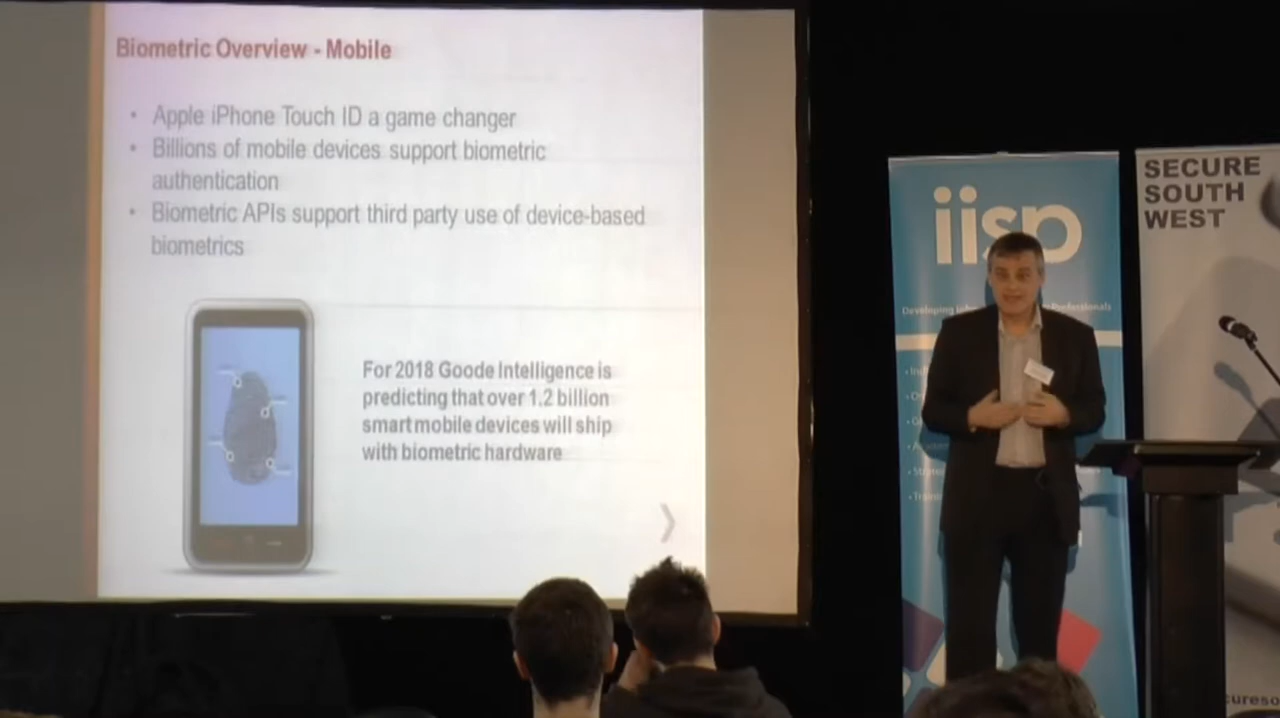 Biometric Overview - Mobile
• Apple iPhone Touch ID a game changer
• Billions of mobile devices support biometric
authentication
• Biometric APIs support third party use of device-based
biometrics
For 2018 Goode Intelligence is
predicting that over 1.2 billion
smart mobile devices will ship
with biometric hardware
iisp
Developing
Professionals
SECURE
SOUTH
WEST